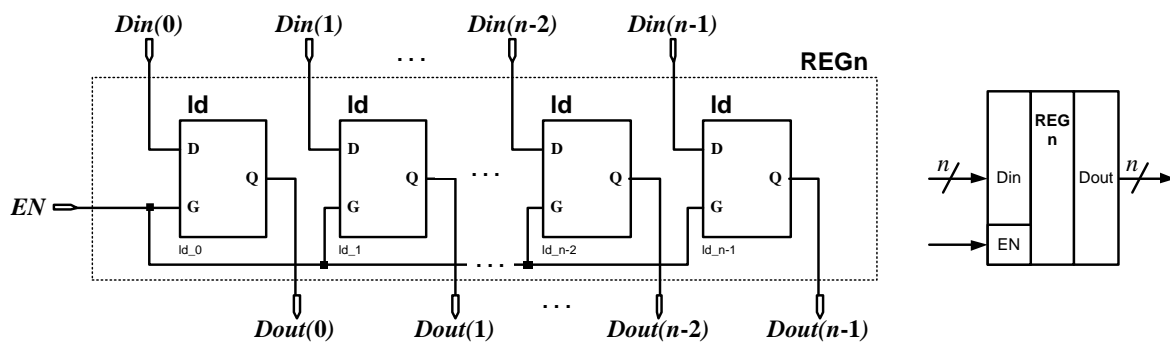 Din(0) Din(1) Din(n-2) Din(n-1)
. . .
REGn
ld ld ld ld
D D D D
Q Q . . . Q Q
EN G G G G
ld_0 ld_1 ld_n-2 ld_n-1
. . .
. . .
Dout(0) Dout(1) Dout(n-2) Dout(n-1)
REG
n
n n
Din Dout
EN